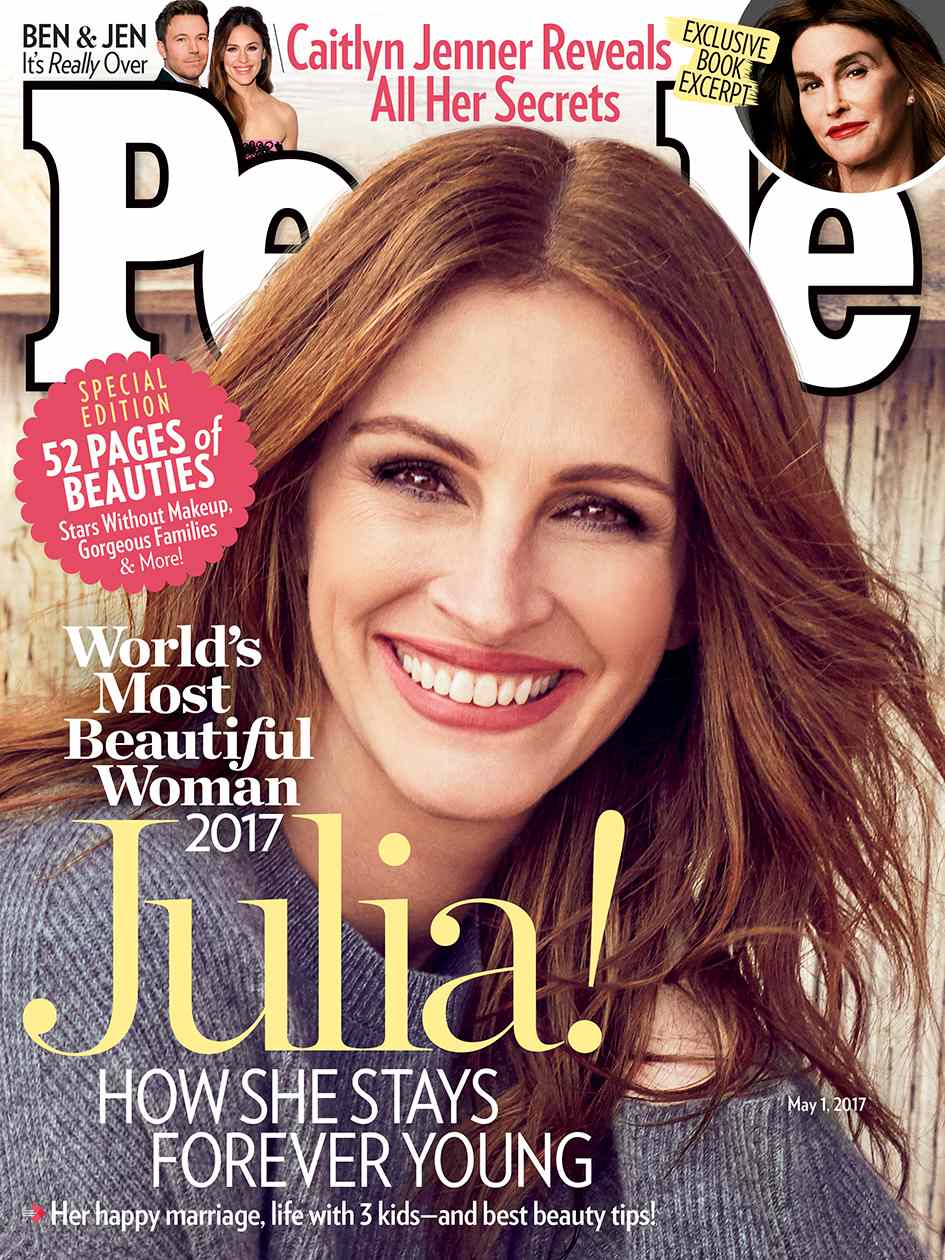 BEN & JEN
It's Really Over
Caitlyn Jenner Reveals
All Her Secrets
EXCLUSIVE
BOOK
EXCERPT
People
SPECIAL
EDITION
52 PAGES of
BEAUTIES
Stars Without Makeup,
Gorgeous Families
& More!
World's
Most
Beautiful
Woman
2017
Julia!
HOW SHE STAYS
FOREVER YOUNG
May 1, 2017
Her happy marriage, life with 3 kids—and best beauty tips!